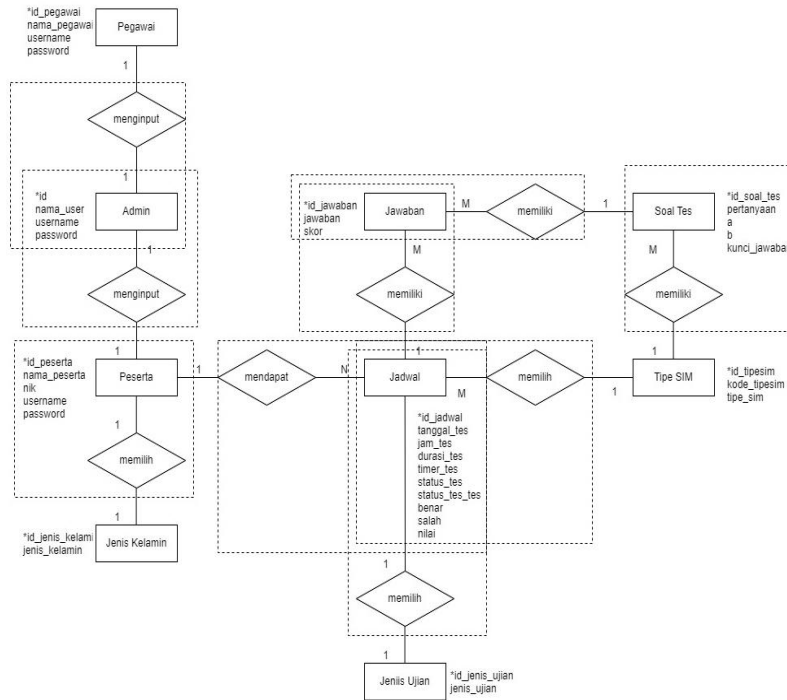 *id_pegawai
nama_pegawai
username
password
Pegawai
1
menginput
1
*id
nama_user
username
password
Admin
1
menginput
1
*id_peserta
nama_peserta
nik
username
password
Peserta
1
mendapat
N
1
memilih
1
*id_jenis_kelami
jenis_kelamin
Jenis Kelamin
*id_jawaban
jawaban
skor
Jawaban
M
memiliki
1
Soal Tes
*id_soal_tes
pertanyaan
a
b
kunci_jawaba
M
memiliki
1
M
memiliki
1
Jadwal
M
memilih
1
Tipe SIM
*id_tipesim
kode_tipesim
tipe_sim
*id_jadwal
tanggal_tes
jam_tes
durasi_tes
timer_tes
status_tes
status_tes_tes
benar
salah
nilai
1
memilih
1
Jeniis Ujian
*id_jenis_ujian
jenis_ujian